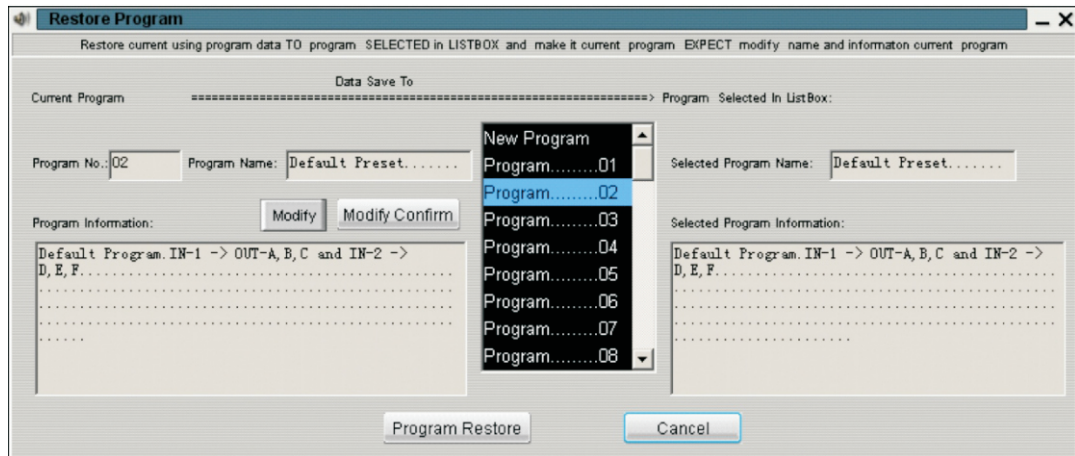 Restore Program
Restore current using program data TO program SELECTED in LISTBOX and make it current program EXPECT modify name and informaton current program
Data Save To
Current Program ==================================================================> Program Selected In ListBox:
Program No.: 02 Program Name: Default Preset.......
Selected Program Name: Default Preset.......
New Program
Program.........01
Program.........02
Program.........03
Program.........04
Program.........05
Program.........06
Program.........07
Program.........08
Program Information: Modify Modify Confirm
Default Program.IN-1 -> OUT-A,B,C and IN-2 ->
D,E,F..................................................
........................................................
........................................................
........................................................
......
Selected Program Information:
Default Program.IN-1 -> OUT-A,B,C and IN-2 ->
D,E,F..................................................
........................................................
........................................................
........................................................
......................
Program Restore Cancel